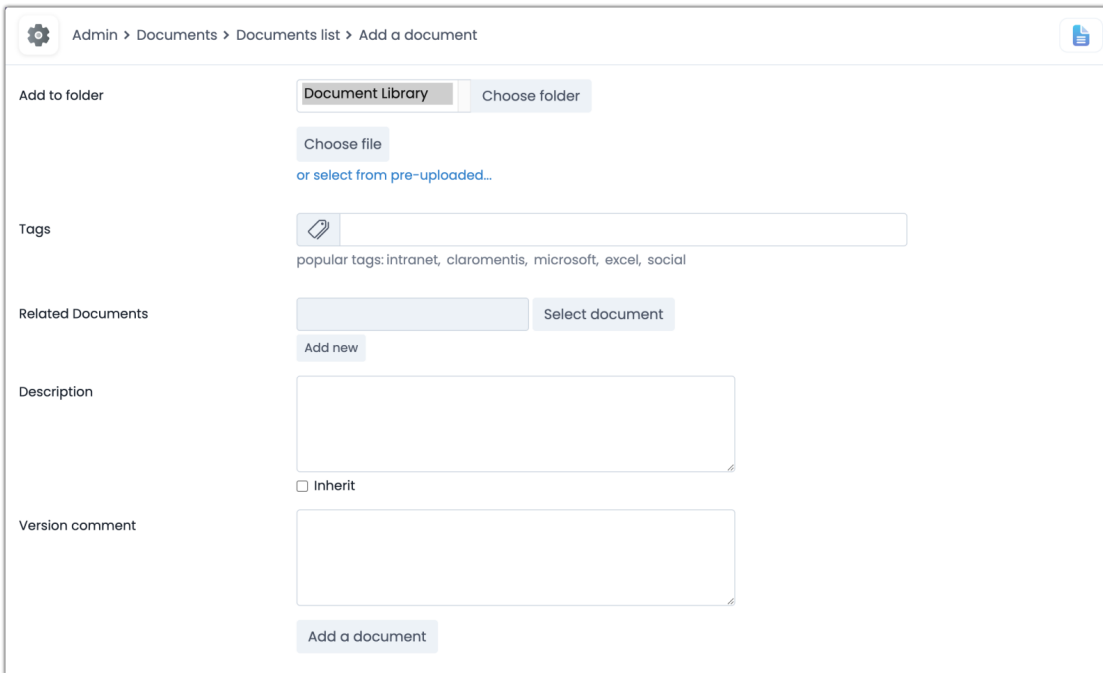 Admin > Documents > Documents list > Add a document
Add to folder
Document Library
Choose folder
Choose file
or select from pre-uploaded...
Tags
popular tags: intranet, claromentis, microsoft, excel, social
Related Documents
Select document
Add new
Description
Inherit
Version comment
Add a document